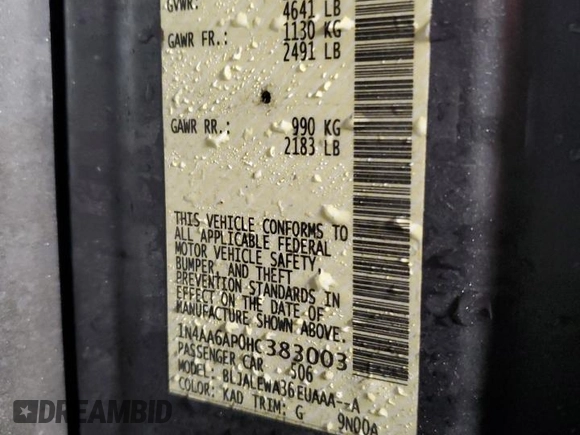 GVWR:
4641 LB
GAWR FR.: 1130 KG
2491 LB
GAWR RR.: 990 KG
2183 LB
THIS VEHICLE CONFORMS TO
ALL APPLICABLE FEDERAL
MOTOR VEHICLE SAFETY,
BUMPER, AND THEFT
PREVENTION STANDARDS IN
EFFECT ON THE DATE OF
MANUFACTURE SHOWN ABOVE.
1N4AA6AP0HC383003
PASSENGER CAR 506
MODEL: BLJALEWA36EUAAA--A
COLOR: KAD TRIM: G 9N00A
DREAMBID